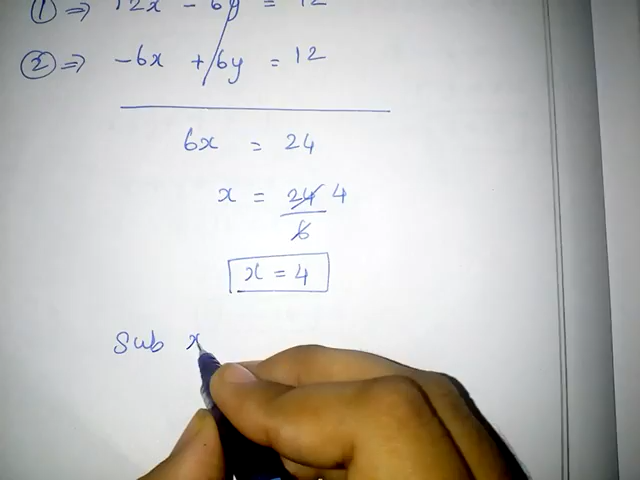 ① ⇒ 12x - 6y = 12
② ⇒ -6x + 6y = 12
6x = 24
x = 24/6 4
x = 4
Sub x